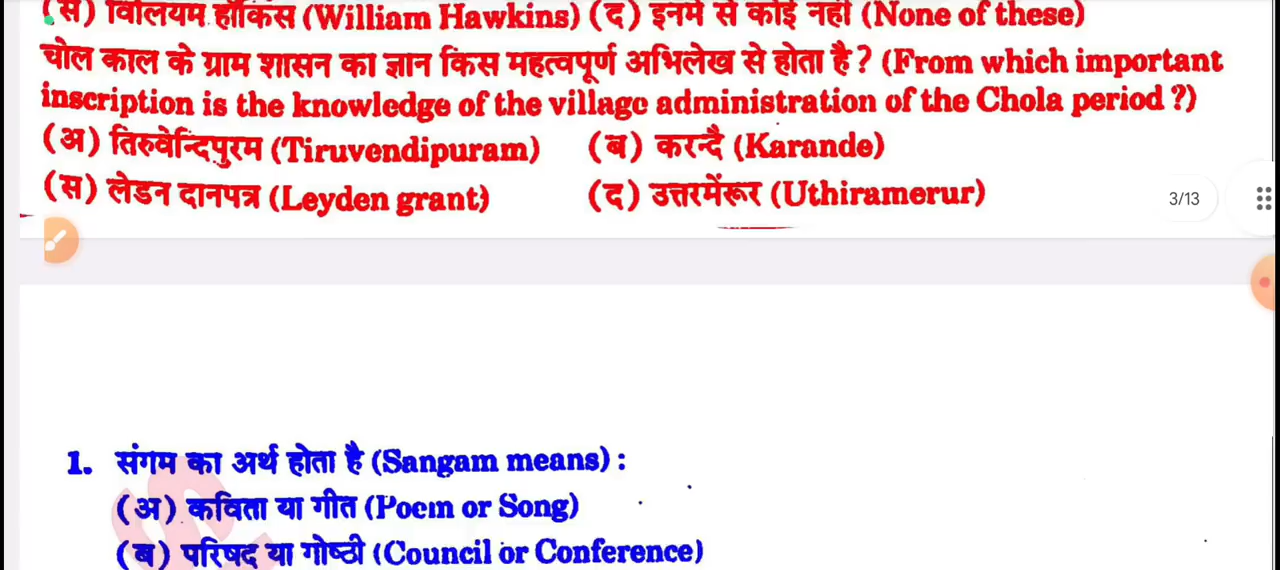 (स) विलियम हॉकिंस (William Hawkins) (द) इनमें से कोई नहीं (None of these)
चोल काल के ग्राम शासन का ज्ञान किस महत्वपूर्ण अभिलेख से होता है? (From which important
inscription is the knowledge of the village administration of the Chola period ?)
(अ) तिरुवेन्दिपुरम (Tiruvendipuram) (ब) करन्दै (Karande)
(स) लेडन दानपत्र (Leyden grant) (द) उत्तरमेंरूर (Uthiramerur)
3/13
1. संगम का अर्थ होता है (Sangam means) :
(अ) कविता या गीत (Poem or Song)
(ब) परिषद या गोष्ठी (Council or Conference)